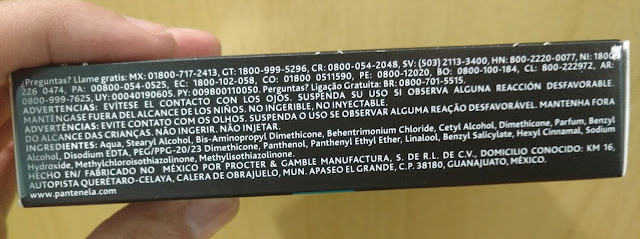 ¿Preguntas? Llame gratis: MX: 01800-717-2413, GT: 1800-999-5296, CR: 0800-054-2048, SV: (503) 2113-3400, HN: 800-2220-0077, NI: 1800
226 0474, PA: 00800-054-0525, EC: 1800-102-058, CO: 01800 0511590, PE: 0800-12020, BO: 0800-100-184, CL: 800-222972, AR:
0800-999-7625, UY: 00040190605. PY: 009800110050. Perguntas? Ligação Gratuita: BR: 0800-701-5515.
ADVERTENCIAS: EVÍTESE EL CONTACTO CON LOS OJOS. SUSPENDA SU USO SI OBSERVA ALGUNA REACCIÓN DESFAVORABLE.
MANTÉNGASE FUERA DEL ALCANCE DE LOS NIÑOS. NO INGERIBLE, NO INYECTABLE.
ADVERTÊNCIAS: EVITE CONTATO COM OS OLHOS. SUSPENDA O USO SE OBSERVAR ALGUMA REAÇÃO DESFAVORÁVEL. MANTENHA FORA
DO ALCANCE DAS CRIANÇAS. NÃO INGERIR. NÃO INJETAR.
INGREDIENTES: Aqua, Stearyl Alcohol, Bis-Aminopropyl Dimethicone, Behentrimonium Chloride, Cetyl Alcohol, Dimethicone, Parfum, Benzyl
Alcohol, Disodium EDTA, PEG/PPG-20/23 Dimethicone, Panthenol, Panthenyl Ethyl Ether, Linalool, Benzyl Salicylate, Hexyl Cinnamal, Sodium
Hydroxide, Methylchloroisothiazolinone, Methylisothiazolinone.
HECHO EN/ FABRICADO NO MÉXICO POR PROCTER & GAMBLE MANUFACTURA, S. DE R.L. DE C.V., DOMICILIO CONOCIDO: KM 16,
AUTOPISTA QUERÉTARO-CELAYA, CALERA DE OBRAJUELO, MUN. APASEO EL GRANDE, C.P. 38180, GUANAJUATO, MÉXICO.
www.pantenela